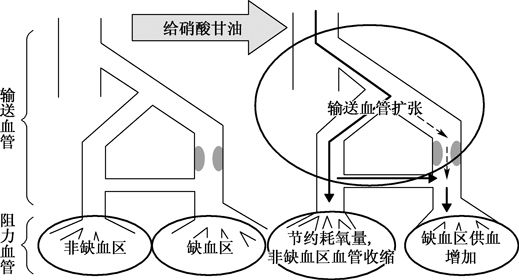 给硝酸甘油
输送血管
输送血管扩张
阻力血管
非缺血区
缺血区
节约耗氧量,
非缺血区血管收缩
缺血区供血
增加